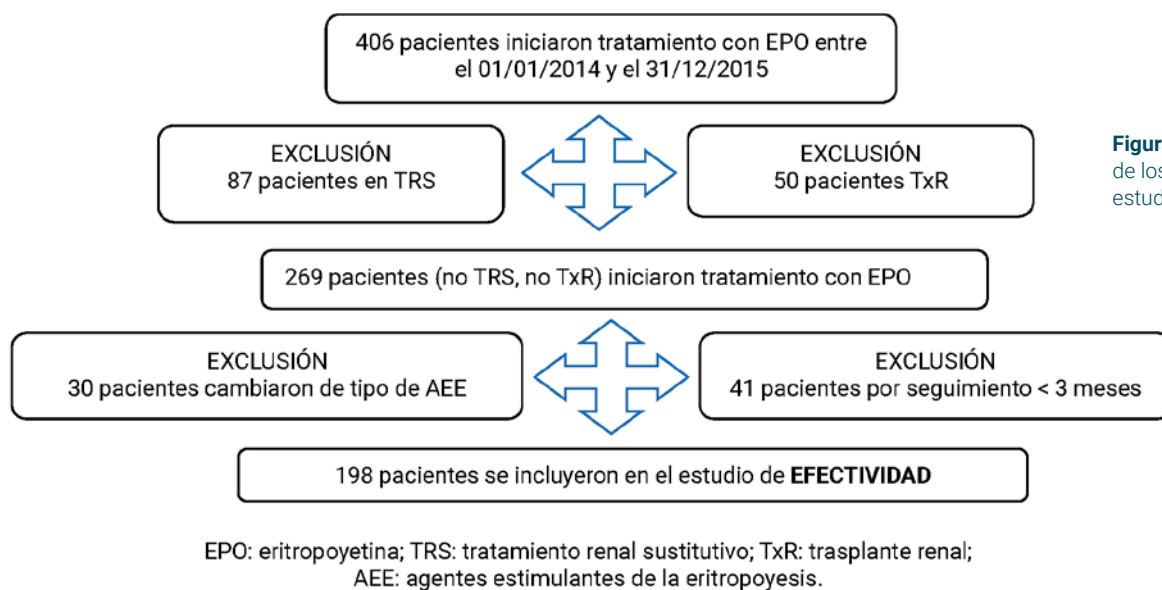 406 pacientes iniciaron tratamiento con EPO entre
el 01/01/2014 y el 31/12/2015
EXCLUSIÓN
87 pacientes en TRS
EXCLUSIÓN
50 pacientes TxR
269 pacientes (no TRS, no TxR) iniciaron tratamiento con EPO
EXCLUSIÓN
30 pacientes cambiaron de tipo de AEE
EXCLUSIÓN
41 pacientes por seguimiento < 3 meses
198 pacientes se incluyeron en el estudio de EFECTIVIDAD
EPO: eritropoyetina; TRS: tratamiento renal sustitutivo; TxR: trasplante renal;
AEE: agentes estimulantes de la eritropoyesis.
Figur
de los
estud